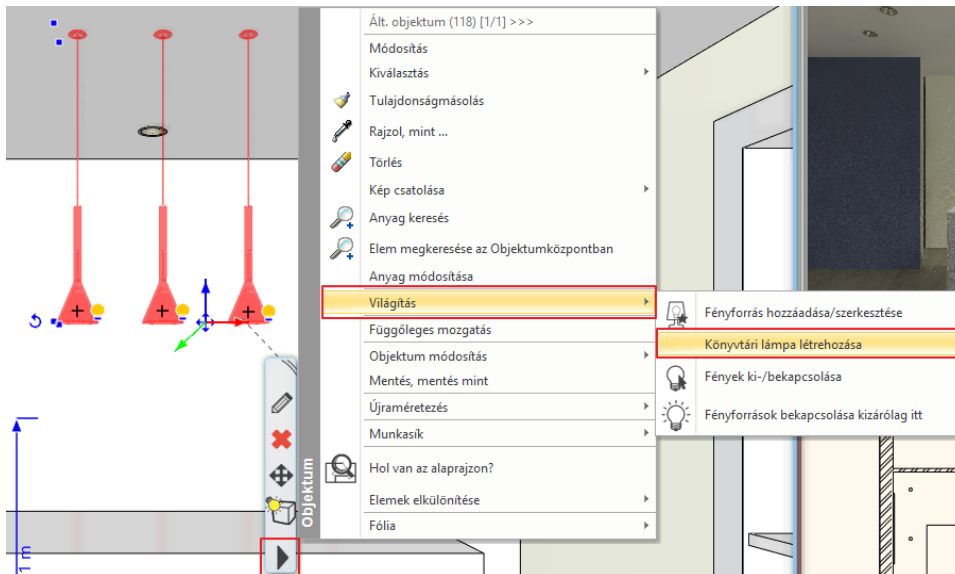 Ált. objektum (118) [1/1] >>>
Módosítás
Kiválasztás
Tulajdonságmásolás
Rajzol, mint ...
Törlés
Kép csatolása
Anyag keresés
Elem megkeresése az Objektumközpontban
Anyag módosítása
Világítás
Függőleges mozgatás
Objektum módosítás
Mentés, mentés mint
Újraméretezés
Munkasík
Hol van az alaprajzon?
Elemek elkülönítése
Fólia
Fényforrás hozzáadása/szerkesztése
Könyvtári lámpa létrehozása
Fények ki-/bekapcsolása
Fényforrások bekapcsolása kizárólag itt
Objektum
1 m